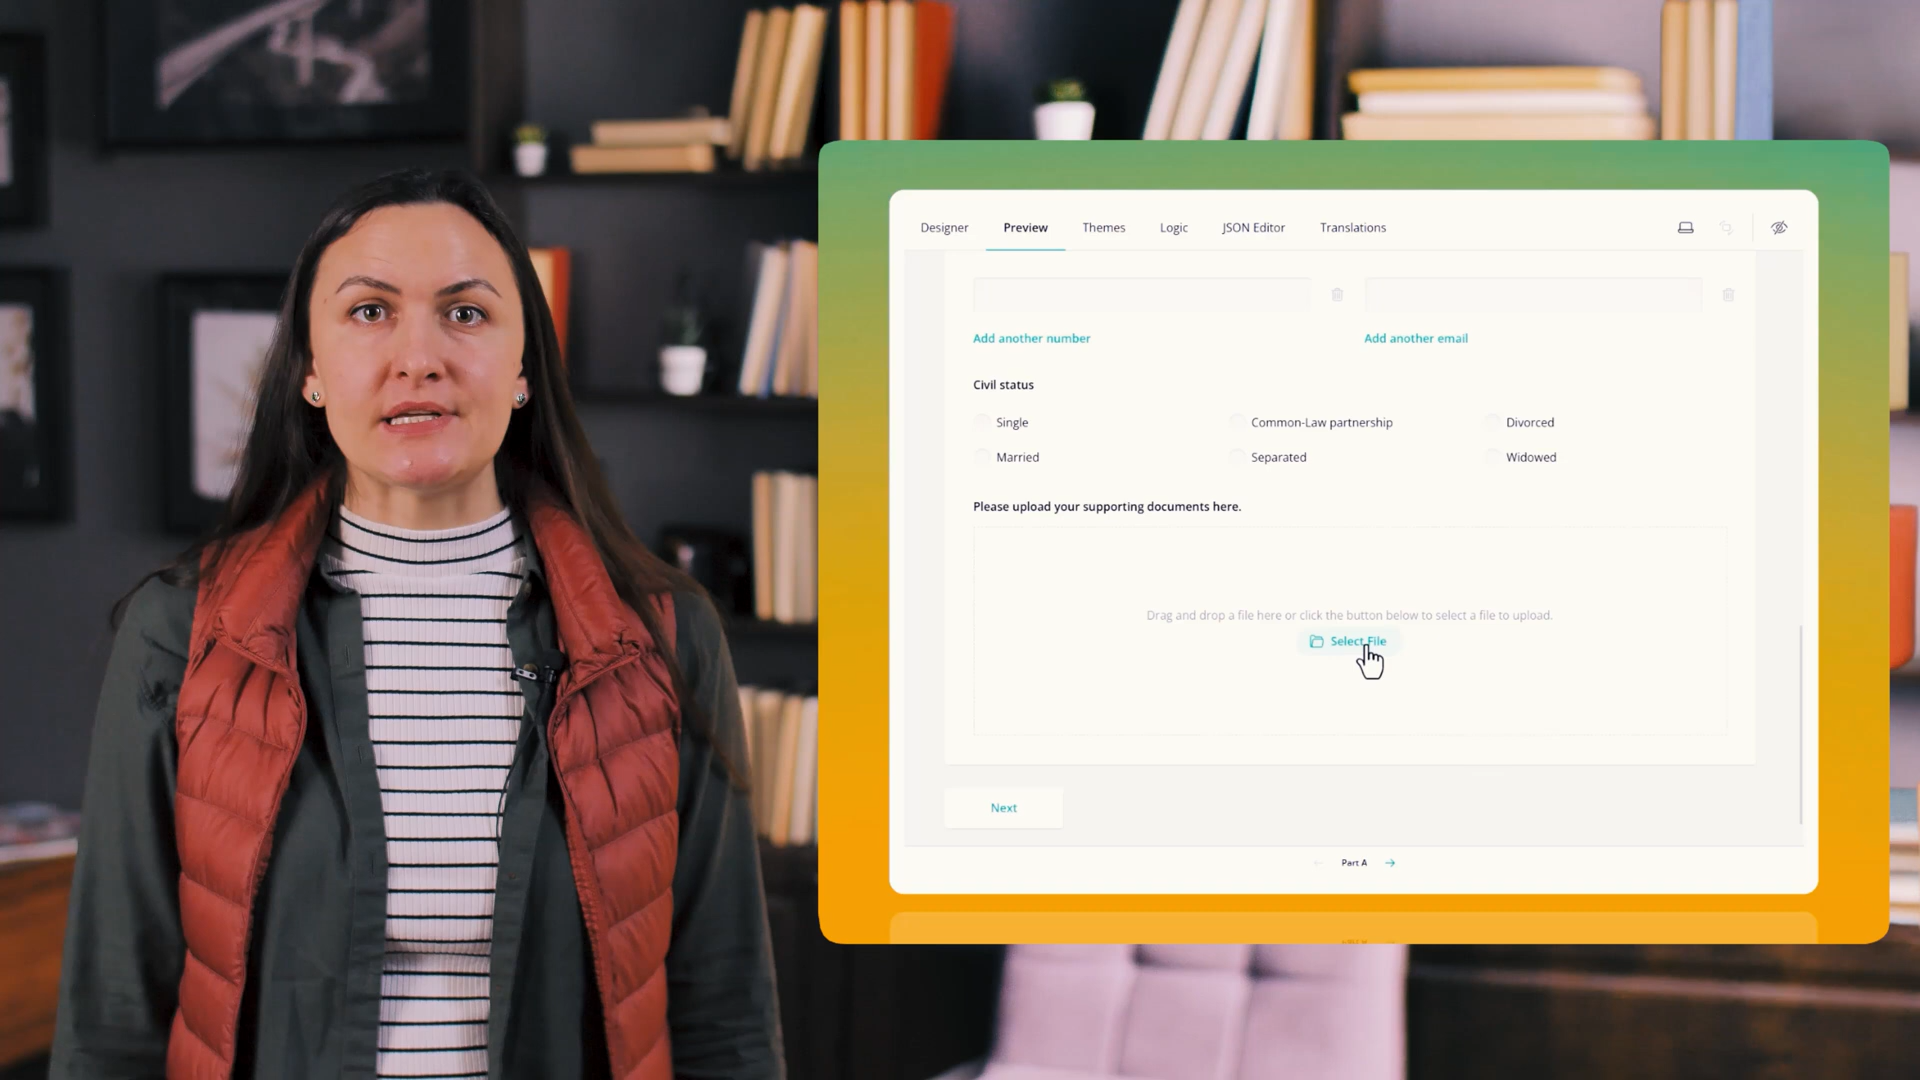 Designer Preview Themes Logic JSON Editor Translations
Add another number Add another email
Civil status
Single Common-Law partnership Divorced
Married Separated Widowed
Please upload your supporting documents here.
Drag and drop a file here or click the button below to select a file to upload.
Select File
Next
Part A